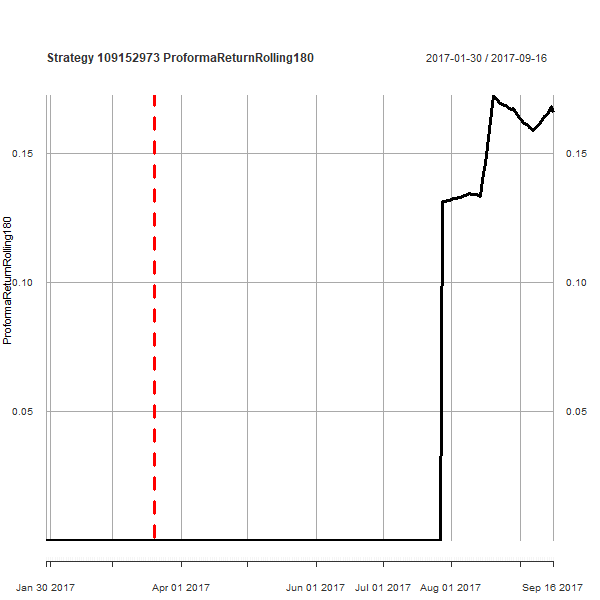 Strategy 109152973 ProformaReturnRolling180
2017-01-30 / 2017-09-16
0.15
0.15
ProformaReturnRolling180
0.10
0.10
0.05
0.05
Jan 30 2017
Apr 01 2017
Jun 01 2017
Jul 01 2017
Aug 01 2017
Sep 16 2017